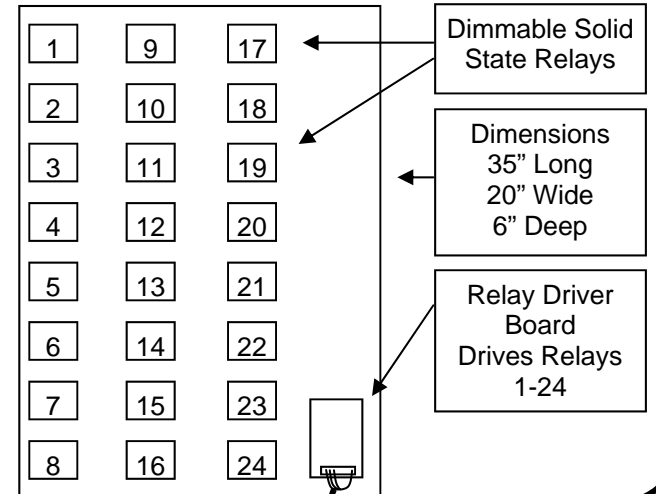 1 9 17
2 10 18
3 11 19
4 12 20
5 13 21
6 14 22
7 15 23
8 16 24
Dimmable Solid
State Relays
Dimensions
35” Long
20” Wide
6” Deep
Relay Driver
Board
Drives Relays
1-24